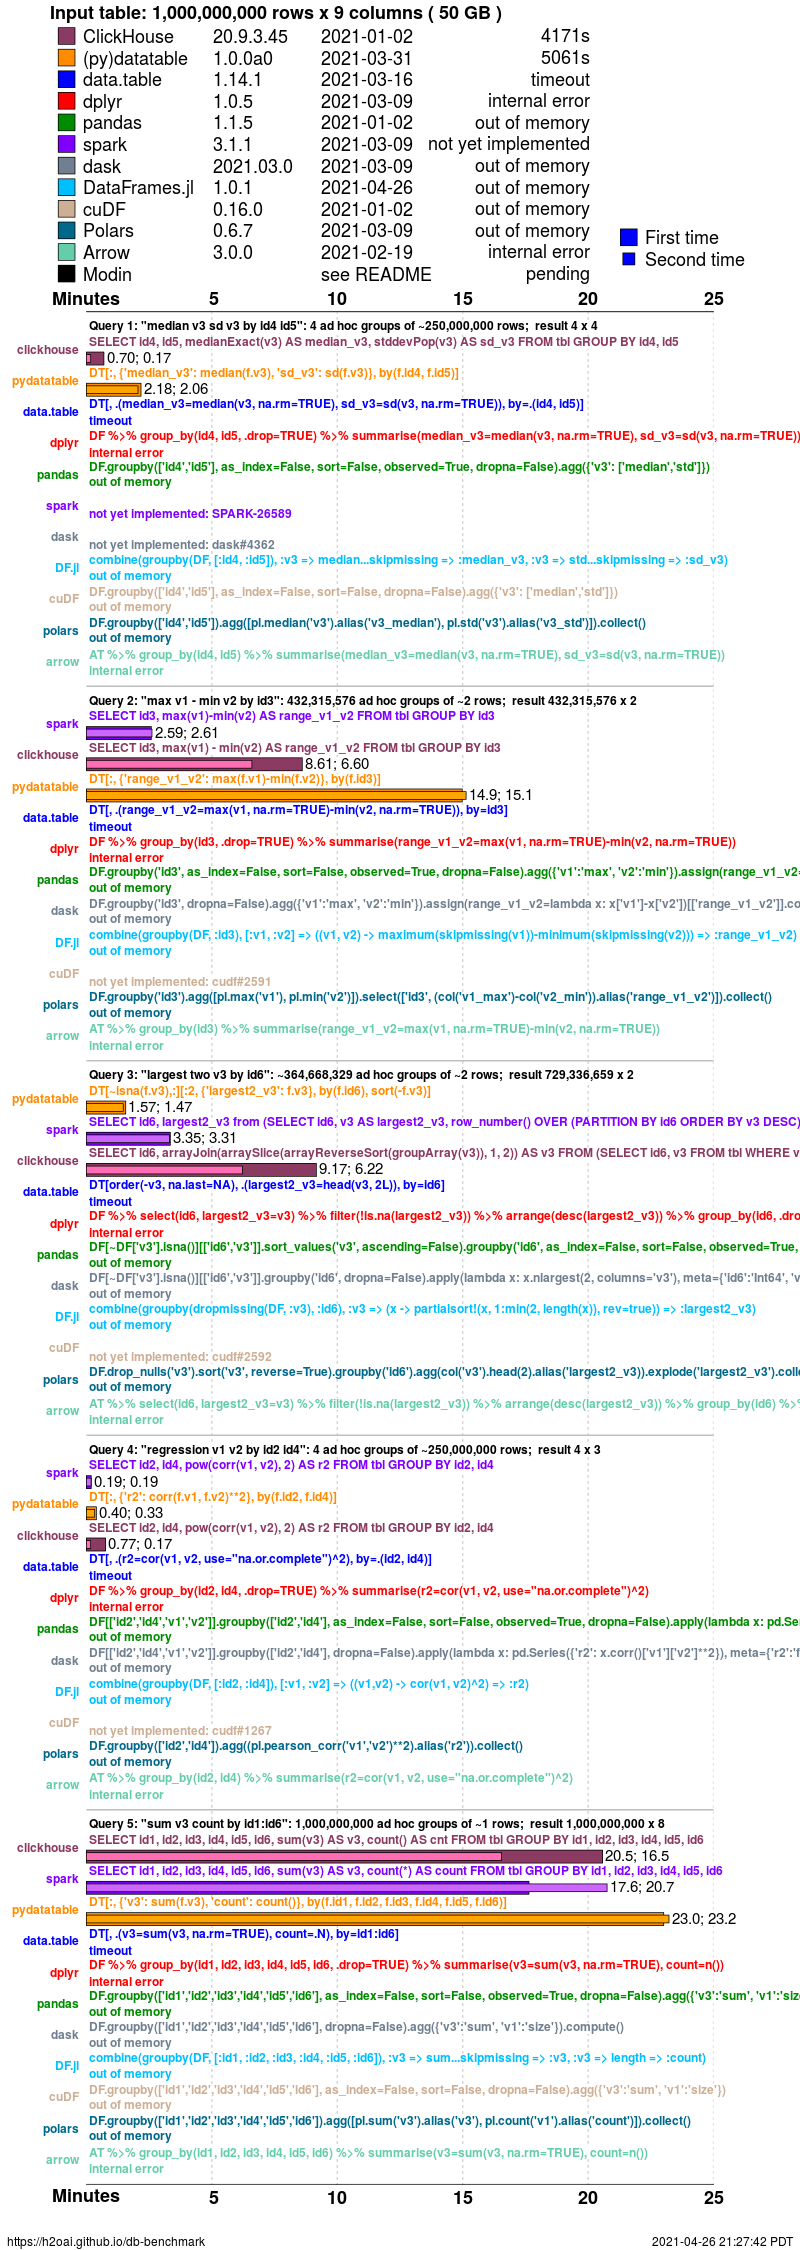 Input table: 1,000,000,000 rows x 9 columns ( 50 GB )
ClickHouse 20.9.3.45 2021-01-02 4171s
(py)datatable 1.0.0a0 2021-03-31 5061s
data.table 1.14.1 2021-03-16 timeout
dplyr 1.0.5 2021-03-09 internal error
pandas 1.1.5 2021-01-02 out of memory
spark 3.1.1 2021-03-09 not yet implemented
dask 2021.03.0 2021-03-09 out of memory
DataFrames.jl 1.0.1 2021-04-26 out of memory
cuDF 0.16.0 2021-01-02 out of memory
Polars 0.6.7 2021-03-09 out of memory
Arrow 3.0.0 2021-02-19 internal error
Modin see README pending
First time
Second time
Minutes 5 10 15 20 25
Query 1: "median v3 sd v3 by id4 id5": 4 ad hoc groups of ~250,000,000 rows; result 4 x 4
clickhouse SELECT id4, id5, medianExact(v3) AS median_v3, stddevPop(v3) AS sd_v3 FROM tbl GROUP BY id4, id5
0.70; 0.17
pydatatable DT[:, {'median_v3': median(f.v3), 'sd_v3': sd(f.v3)}, by(f.id4, f.id5)]
2.18; 2.06
data.table DT[, .(median_v3=median(v3, na.rm=TRUE), sd_v3=sd(v3, na.rm=TRUE)), by=.(id4, id5)]
timeout
dplyr DF %>% group_by(id4, id5, .drop=TRUE) %>% summarise(median_v3=median(v3, na.rm=TRUE), sd_v3=sd(v3, na.rm=TRUE))
internal error
pandas DF.groupby(['id4','id5'], as_index=False, sort=False, observed=True, dropna=False).agg({'v3': ['median','std']})
out of memory
spark
not yet implemented: SPARK-26589
dask
not yet implemented: dask#4362
DF.jl combine(groupby(DF, [:id4, :id5]), :v3 => median...skipmissing => :median_v3, :v3 => std...skipmissing => :sd_v3)
out of memory
cuDF DF.groupby(['id4','id5'], as_index=False, sort=False, dropna=False).agg({'v3': ['median','std']})
out of memory
polars DF.groupby(['id4','id5']).agg([pl.median('v3').alias('v3_median'), pl.std('v3').alias('v3_std')]).collect()
out of memory
arrow AT %>% group_by(id4, id5) %>% summarise(median_v3=median(v3, na.rm=TRUE), sd_v3=sd(v3, na.rm=TRUE))
internal error
Query 2: "max v1 - min v2 by id3": 432,315,576 ad hoc groups of ~2 rows; result 432,315,576 x 2
spark SELECT id3, max(v1)-min(v2) AS range_v1_v2 FROM tbl GROUP BY id3
2.59; 2.61
clickhouse SELECT id3, max(v1) - min(v2) AS range_v1_v2 FROM tbl GROUP BY id3
8.61; 6.60
pydatatable DT[:, {'range_v1_v2': max(f.v1)-min(f.v2)}, by(f.id3)]
14.9; 15.1
data.table DT[, .(range_v1_v2=max(v1, na.rm=TRUE)-min(v2, na.rm=TRUE)), by=id3]
timeout
dplyr DF %>% group_by(id3, .drop=TRUE) %>% summarise(range_v1_v2=max(v1, na.rm=TRUE)-min(v2, na.rm=TRUE))
internal error
pandas DF.groupby('id3', as_index=False, sort=False, observed=True, dropna=False).agg({'v1':'max', 'v2':'min'}).assign(range_v1_v2=
out of memory
dask DF.groupby('id3', dropna=False).agg({'v1':'max', 'v2':'min'}).assign(range_v1_v2=lambda x: x['v1']-x['v2'])[['range_v1_v2']].co
out of memory
DF.jl combine(groupby(DF, :id3), [:v1, :v2] => ((v1, v2) -> maximum(skipmissing(v1))-minimum(skipmissing(v2))) => :range_v1_v2)
out of memory
cuDF
not yet implemented: cudf#2591
polars DF.groupby('id3').agg([pl.max('v1'), pl.min('v2')]).select(['id3', (col('v1_max')-col('v2_min')).alias('range_v1_v2')]).collect()
out of memory
arrow AT %>% group_by(id3) %>% summarise(range_v1_v2=max(v1, na.rm=TRUE)-min(v2, na.rm=TRUE))
internal error
Query 3: "largest two v3 by id6": ~364,668,329 ad hoc groups of ~2 rows; result 729,336,659 x 2
pydatatable DT[~isna(f.v3),:][:2, {'largest2_v3': f.v3}, by(f.id6), sort(-f.v3)]
1.57; 1.47
spark SELECT id6, largest2_v3 from (SELECT id6, v3 AS largest2_v3, row_number() OVER (PARTITION BY id6 ORDER BY v3 DESC)
3.35; 3.31
clickhouse SELECT id6, arrayJoin(arraySlice(arrayReverseSort(groupArray(v3)), 1, 2)) AS v3 FROM (SELECT id6, v3 FROM tbl WHERE v
9.17; 6.22
data.table DT[order(-v3, na.last=NA), .(largest2_v3=head(v3, 2L)), by=id6]
timeout
dplyr DF %>% select(id6, largest2_v3=v3) %>% filter(!is.na(largest2_v3)) %>% arrange(desc(largest2_v3)) %>% group_by(id6, .dro
internal error
pandas DF[~DF['v3'].isna()][['id6','v3']].sort_values('v3', ascending=False).groupby('id6', as_index=False, sort=False, observed=True,
out of memory
dask DF[~DF['v3'].isna()][['id6','v3']].groupby('id6', dropna=False).apply(lambda x: x.nlargest(2, columns='v3'), meta={'id6':'Int64', 'v
out of memory
DF.jl combine(groupby(dropmissing(DF, :v3), :id6), :v3 => (x -> partialsort!(x, 1:min(2, length(x)), rev=true)) => :largest2_v3)
out of memory
cuDF
not yet implemented: cudf#2592
polars DF.drop_nulls('v3').sort('v3', reverse=True).groupby('id6').agg(col('v3').head(2).alias('largest2_v3')).explode('largest2_v3').coll
out of memory
arrow AT %>% select(id6, largest2_v3=v3) %>% filter(!is.na(largest2_v3)) %>% arrange(desc(largest2_v3)) %>% group_by(id6) %>%
internal error
Query 4: "regression v1 v2 by id2 id4": 4 ad hoc groups of ~250,000,000 rows; result 4 x 3
spark SELECT id2, id4, pow(corr(v1, v2), 2) AS r2 FROM tbl GROUP BY id2, id4
0.19; 0.19
pydatatable DT[:, {'r2': corr(f.v1, f.v2)**2}, by(f.id2, f.id4)]
0.40; 0.33
clickhouse SELECT id2, id4, pow(corr(v1, v2), 2) AS r2 FROM tbl GROUP BY id2, id4
0.77; 0.17
data.table DT[, .(r2=cor(v1, v2, use="na.or.complete")^2), by=.(id2, id4)]
timeout
dplyr DF %>% group_by(id2, id4, .drop=TRUE) %>% summarise(r2=cor(v1, v2, use="na.or.complete")^2)
internal error
pandas DF[['id2','id4','v1','v2']].groupby(['id2','id4'], as_index=False, sort=False, observed=True, dropna=False).apply(lambda x: pd.Ser
out of memory
dask DF[['id2','id4','v1','v2']].groupby(['id2','id4'], dropna=False).apply(lambda x: pd.Series({'r2': x.corr()['v1']['v2']**2}), meta={'r2':'f
out of memory
DF.jl combine(groupby(DF, [:id2, :id4]), [:v1, :v2] => ((v1,v2) -> cor(v1, v2)^2) => :r2)
out of memory
cuDF
not yet implemented: cudf#1267
polars DF.groupby(['id2','id4']).agg((pl.pearson_corr('v1','v2')**2).alias('r2')).collect()
out of memory
arrow AT %>% group_by(id2, id4) %>% summarise(r2=cor(v1, v2, use="na.or.complete")^2)
internal error
Query 5: "sum v3 count by id1:id6": 1,000,000,000 ad hoc groups of ~1 rows; result 1,000,000,000 x 8
clickhouse SELECT id1, id2, id3, id4, id5, id6, sum(v3) AS v3, count() AS cnt FROM tbl GROUP BY id1, id2, id3, id4, id5, id6
20.5; 16.5
spark SELECT id1, id2, id3, id4, id5, id6, sum(v3) AS v3, count(*) AS count FROM tbl GROUP BY id1, id2, id3, id4, id5, id6
17.6; 20.7
pydatatable DT[:, {'v3': sum(f.v3), 'count': count()}, by(f.id1, f.id2, f.id3, f.id4, f.id5, f.id6)]
23.0; 23.2
data.table DT[, .(v3=sum(v3, na.rm=TRUE), count=.N), by=id1:id6]
timeout
dplyr DF %>% group_by(id1, id2, id3, id4, id5, id6, .drop=TRUE) %>% summarise(v3=sum(v3, na.rm=TRUE), count=n())
internal error
pandas DF.groupby(['id1','id2','id3','id4','id5','id6'], as_index=False, sort=False, observed=True, dropna=False).agg({'v3':'sum', 'v1':'size
out of memory
dask DF.groupby(['id1','id2','id3','id4','id5','id6'], dropna=False).agg({'v3':'sum', 'v1':'size'}).compute()
out of memory
DF.jl combine(groupby(DF, [:id1, :id2, :id3, :id4, :id5, :id6]), :v3 => sum...skipmissing => :v3, :v3 => length => :count)
out of memory
cuDF DF.groupby(['id1','id2','id3','id4','id5','id6'], as_index=False, sort=False, dropna=False).agg({'v3':'sum', 'v1':'size'})
out of memory
polars DF.groupby(['id1','id2','id3','id4','id5','id6']).agg([pl.sum('v3').alias('v3'), pl.count('v1').alias('count')]).collect()
out of memory
arrow AT %>% group_by(id1, id2, id3, id4, id5, id6) %>% summarise(v3=sum(v3, na.rm=TRUE), count=n())
internal error
Minutes 5 10 15 20 25
https://h2oai.github.io/db-benchmark 2021-04-26 21:27:42 PDT